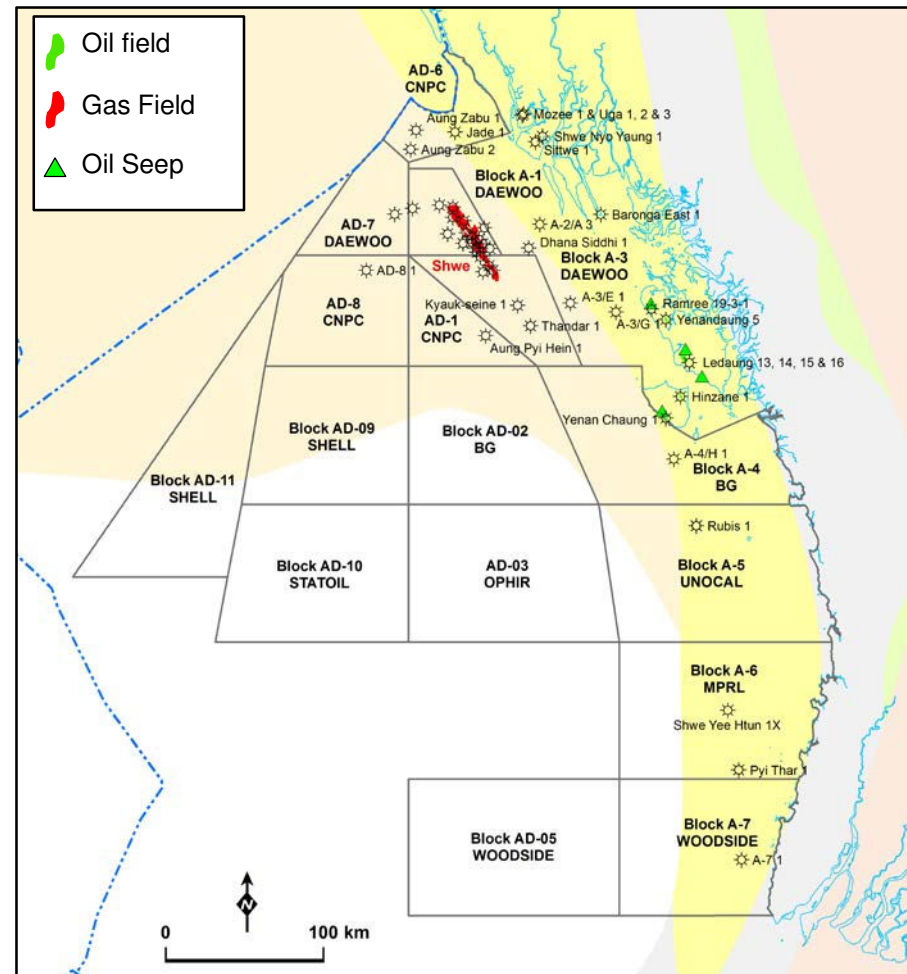 Oil field
Gas Field
Oil Seep
AD-6
CNPC
Aung Zabu 1
Jade 1
Aung Zabu 2
Mozee 1 & Uga 1, 2 & 3
Shwe Nyo Yaung 1
Sittwe 1
Block A-1
DAEWOO
AD-7
DAEWOO
A-2/A 3
Baronga East 1
Dhana Siddhi 1
Block A-3
DAEWOO
Shwe
AD-8 1
AD-8
CNPC
Kyauk-seine 1
AD-1
CNPC
Thandar 1
Aung Pyi Hein 1
A-3/E 1
A-3/G 1
Ramree 19-3-1
Yenandaung 5
Ledaung 13, 14, 15 & 16
Hinzane 1
Yenan Chaung 1
Block AD-09
SHELL
Block AD-02
BG
A-4/H 1
Block A-4
BG
Block AD-11
SHELL
Rubis 1
Block AD-10
STATOIL
AD-03
OPHIR
Block A-5
UNOCAL
Block A-6
MPRL
Shwe Yee Htun 1X
Pyi Thar 1
Block AD-05
WOODSIDE
Block A-7
WOODSIDE
A-7 1
N
0 100 km